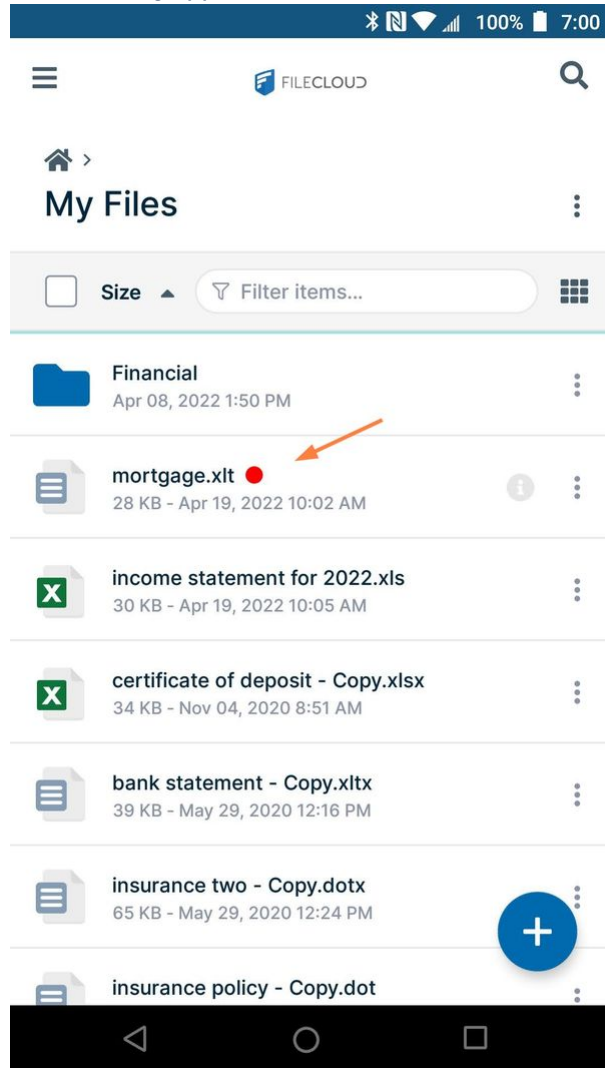 100% 7:00
FILECLOUD
My Files
Size Filter items...
Financial
Apr 08, 2022 1:50 PM
mortgage.xlt
28 KB - Apr 19, 2022 10:02 AM
income statement for 2022.xls
30 KB - Apr 19, 2022 10:05 AM
certificate of deposit - Copy.xlsx
34 KB - Nov 04, 2020 8:51 AM
bank statement - Copy.xltx
39 KB - May 29, 2020 12:16 PM
insurance two - Copy.dotx
65 KB - May 29, 2020 12:24 PM
insurance policy - Copy.dot